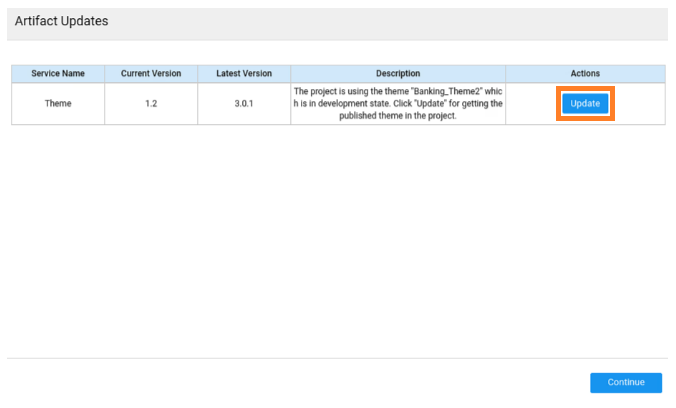 Artifact Updates
Service Name Current Version Latest Version Description Actions
Theme 1.2 3.0.1 The project is using the theme "Banking_Theme2" whic
h is in development state. Click "Update" for getting the
published theme in the project.
Update
Continue